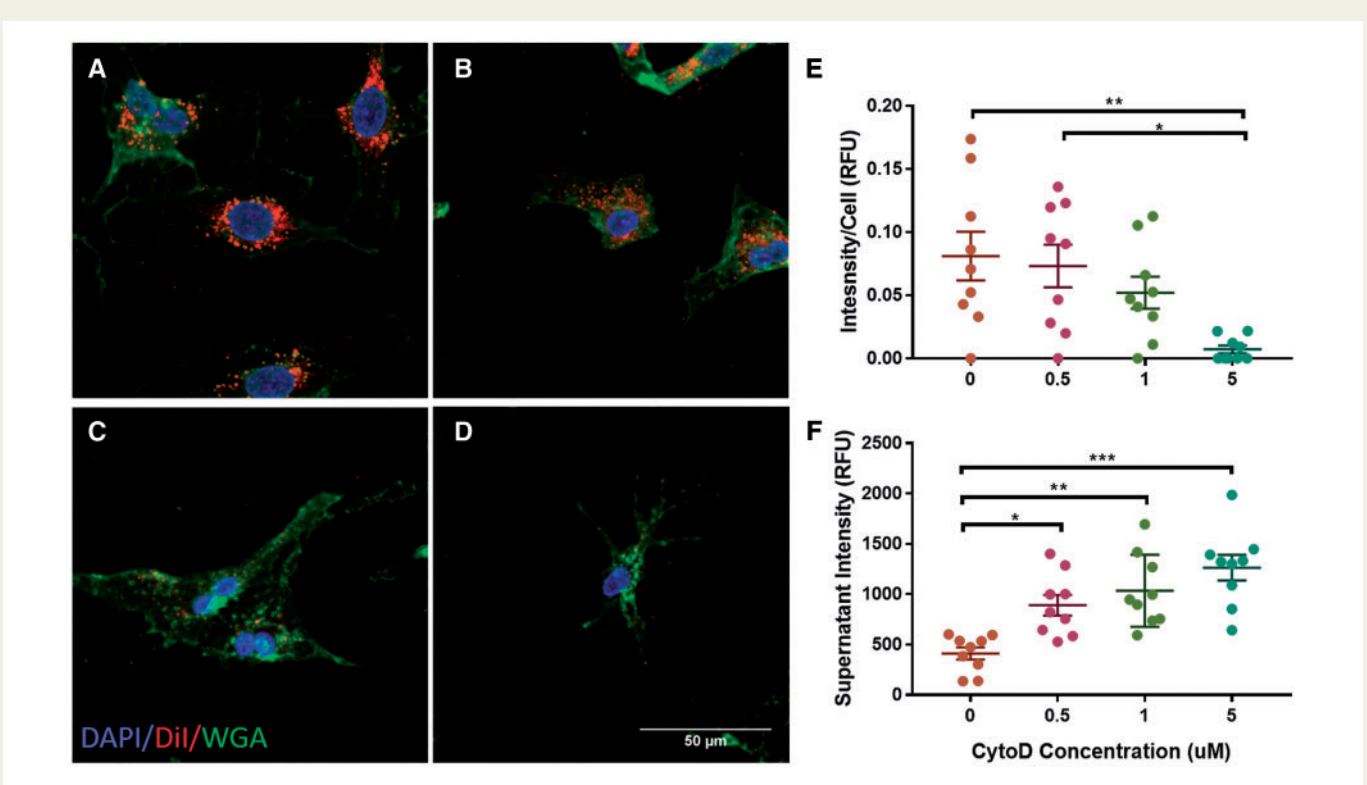 A
B
C
DAPI/DiI/WGA
D
50 μm
E
Intesnsity/Cell (RFU)
0.20
0.15
0.10
0.05
0.00
**
*
0 0.5 1 5
F
Supernatant Intensity (RFU)
2500
2000
1500
1000
500
0
***
**
*
0 0.5 1 5
CytoD Concentration (uM)